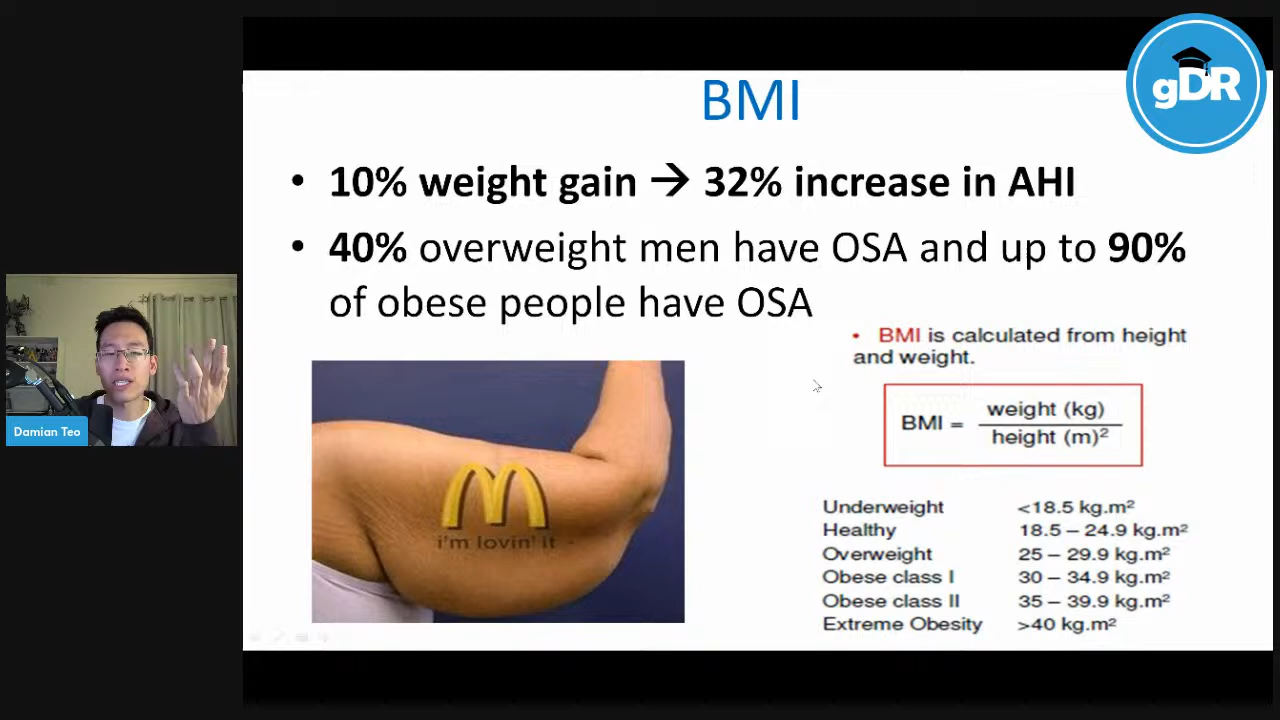 gDR
BMI
• 10% weight gain → 32% increase in AHI
• 40% overweight men have OSA and up to 90%
of obese people have OSA
• BMI is calculated from height
and weight.
BMI = weight (kg)
height (m)²
Damian Teo
i'm lovin' it
Underweight <18.5 kg.m²
Healthy 18.5 – 24.9 kg.m²
Overweight 25 – 29.9 kg.m²
Obese class I 30 – 34.9 kg.m²
Obese class II 35 – 39.9 kg.m²
Extreme Obesity >40 kg.m²